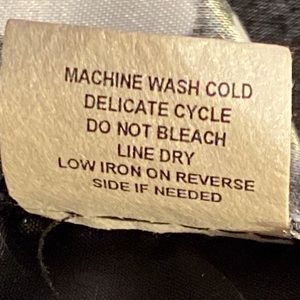 MACHINE WASH COLD
DELICATE CYCLE
DO NOT BLEACH
LINE DRY
LOW IRON ON REVERSE
SIDE IF NEEDED